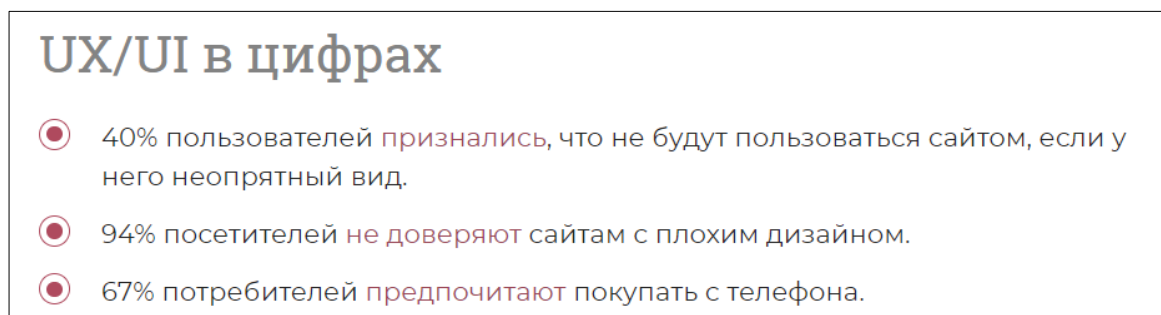 UX/UI в цифрах
40% пользователей признались, что не будут пользоваться сайтом, если у
него неопрятный вид.
94% посетителей не доверяют сайтам с плохим дизайном.
67% потребителей предпочитают покупать с телефона.